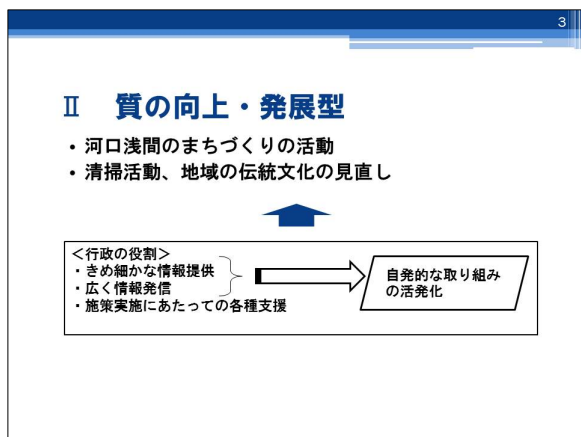 3
Ⅱ 質の向上・発展型
・河口浅間のまちづくりの活動
・清掃活動、地域の伝統文化の見直し
＜行政の役割＞
・きめ細かな情報提供
・広く情報発信
・施策実施にあたっての各種支援
自発的な取り組み
の活発化